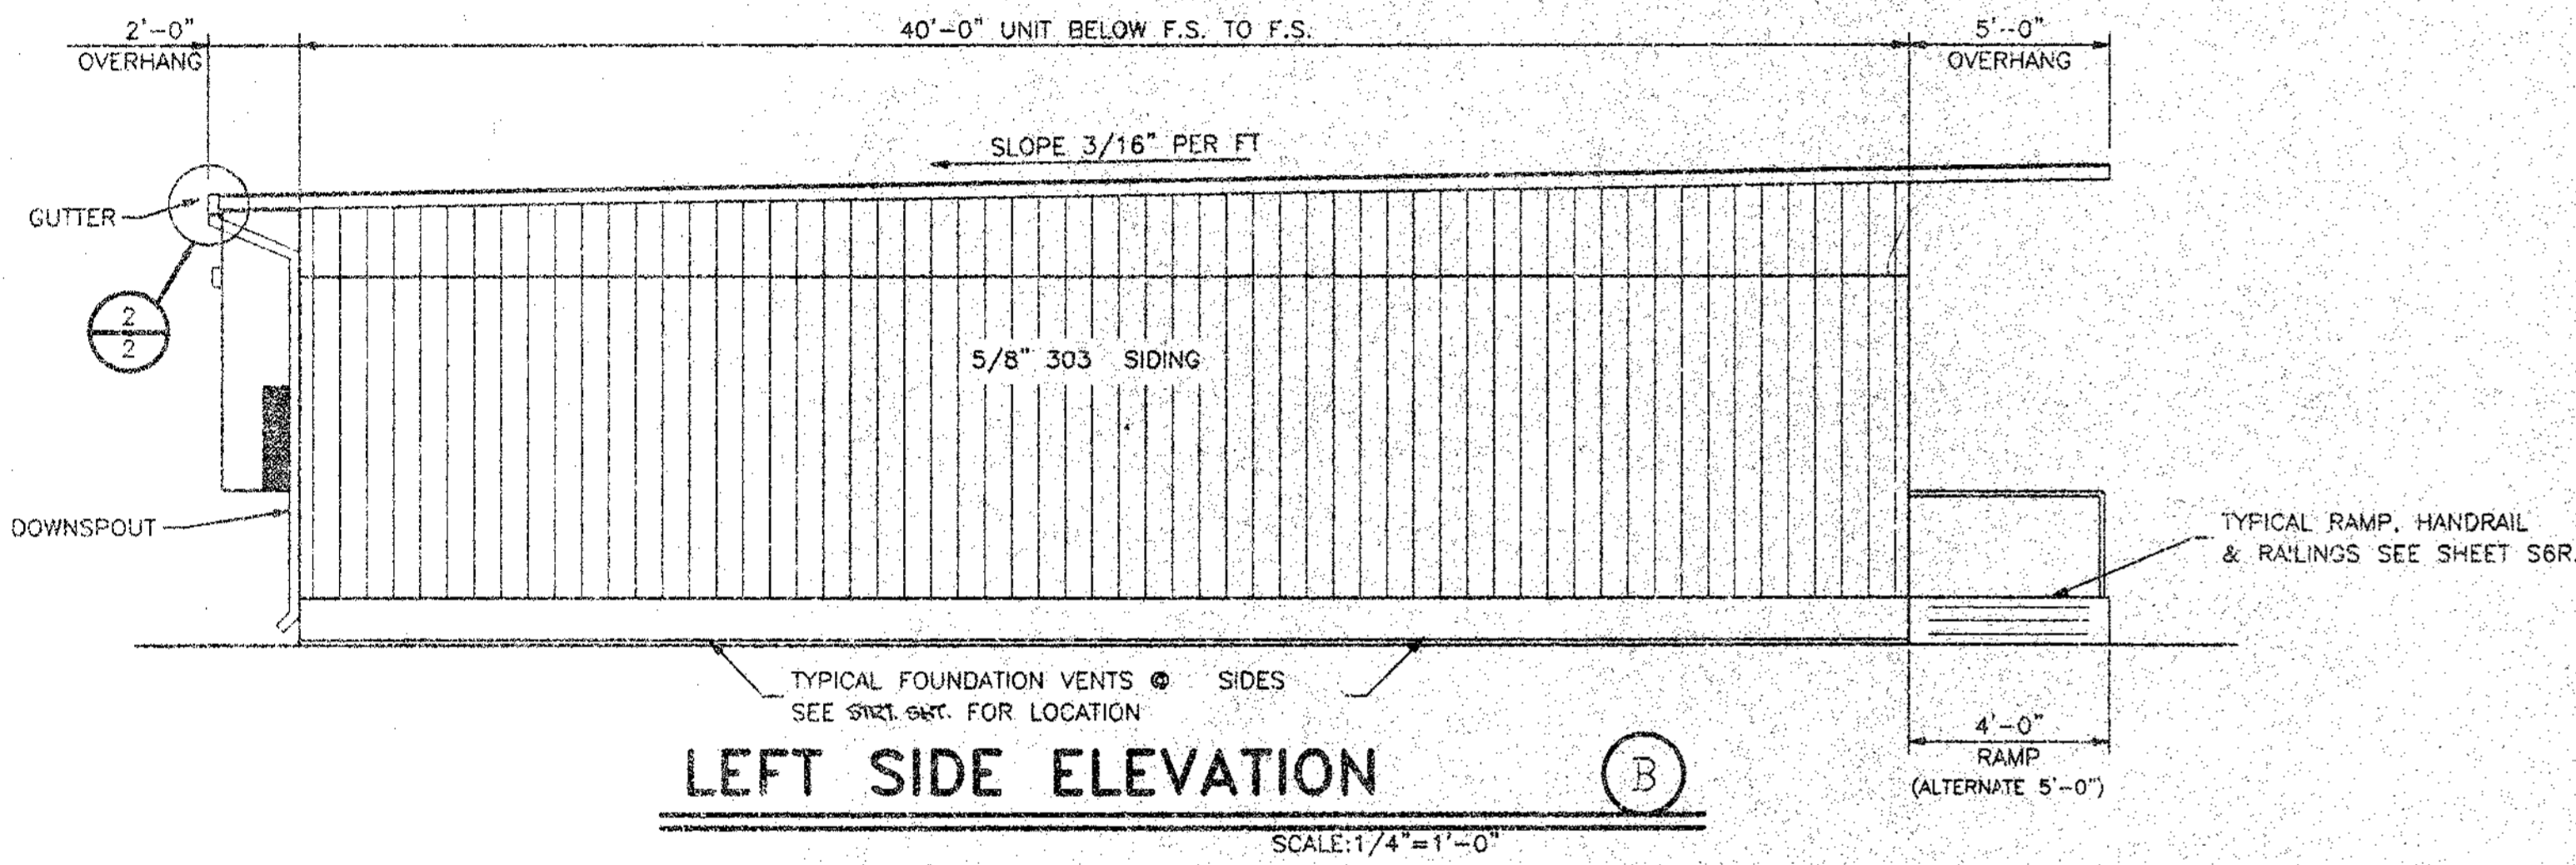 2'-0"
OVERHANG
40'-0" UNIT BELOW F.S. TO F.S.
5'-0"
OVERHANG
SLOPE 3/16" PER FT
GUTTER
2
2
5/8" 303 SIDING
DOWNSPOUT
TYPICAL RAMP, HANDRAIL
& RAILINGS SEE SHEET S6R.
TYPICAL FOUNDATION VENTS @ SIDES
SEE FOR LOCATION
4'-0"
RAMP
(ALTERNATE 5'-0")
LEFT SIDE ELEVATION
B
SCALE:1/4"=1'-0"